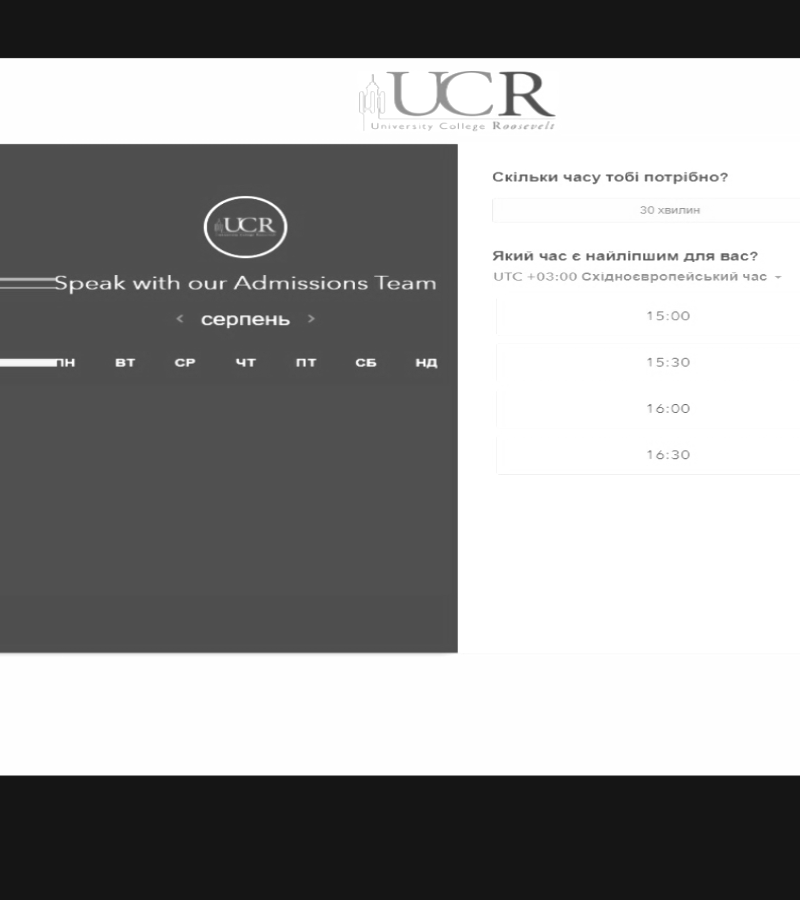 UCR
University College Roosevelt
UCR
Speak with our Admissions Team
< серпень >
ПН ВТ СР ЧТ ПТ СБ НД
Скільки часу тобі потрібно?
30 хвилин
Який час є найліпшим для вас?
UTC +03:00 Східноєвропейський час
15:00
15:30
16:00
16:30